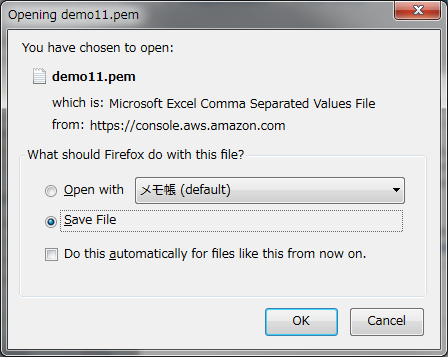 Opening demo11.pem
You have chosen to open:
demo11.pem
which is: Microsoft Excel Comma Separated Values File
from: https://console.aws.amazon.com
What should Firefox do with this file?
Open with メモ帳 (default)
Save File
Do this automatically for files like this from now on.
OK Cancel